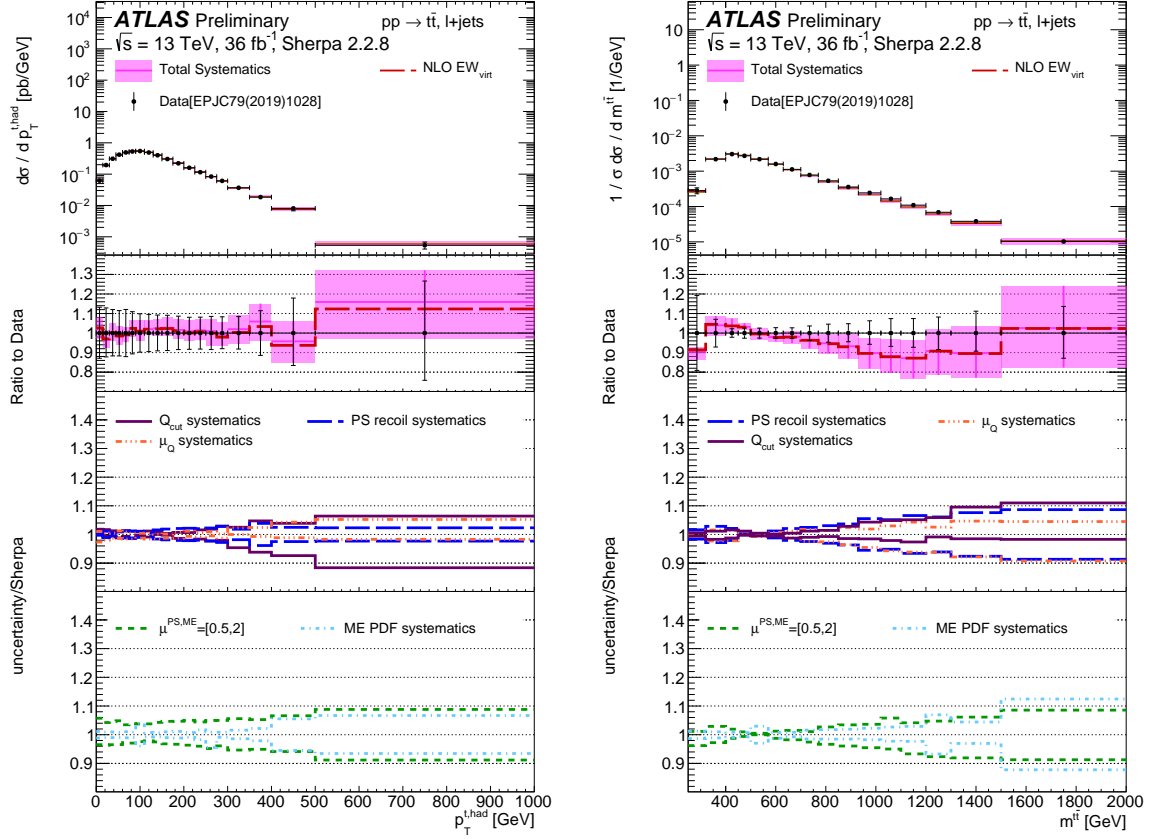 ATLAS Preliminary
pp → tt̄, l+jets
√s = 13 TeV, 36 fb⁻¹, Sherpa 2.2.8
Total Systematics
NLO EW_virt
Data[EPJC79(2019)1028]
dσ / d p_T^{t,had} [pb/GeV]
10⁴
10³
10²
10
1
10⁻¹
10⁻²
10⁻³
Ratio to Data
1.3
1.2
1.1
1.0
0.9
0.8
Q_cut systematics
PS recoil systematics
μ_Q systematics
1.4
1.3
1.2
1.1
1
0.9
uncertainty/Sherpa
μ^{PS,ME}=[0.5,2]
ME PDF systematics
1.4
1.3
1.2
1.1
1
0.9
0 100 200 300 400 500 600 700 800 900 1000
p_T^{t,had} [GeV]
ATLAS Preliminary
pp → tt̄, l+jets
√s = 13 TeV, 36 fb⁻¹, Sherpa 2.2.8
Total Systematics
NLO EW_virt
Data[EPJC79(2019)1028]
1 / σ dσ / d m^{tt̄} [1/GeV]
10
1
10⁻¹
10⁻²
10⁻³
10⁻⁴
10⁻⁵
Ratio to Data
1.3
1.2
1.1
1.0
0.9
0.8
PS recoil systematics
μ_Q systematics
Q_cut systematics
1.4
1.3
1.2
1.1
1
0.9
uncertainty/Sherpa
μ^{PS,ME}=[0.5,2]
ME PDF systematics
1.4
1.3
1.2
1.1
1
0.9
400 600 800 1000 1200 1400 1600 1800 2000
m^{tt̄} [GeV]